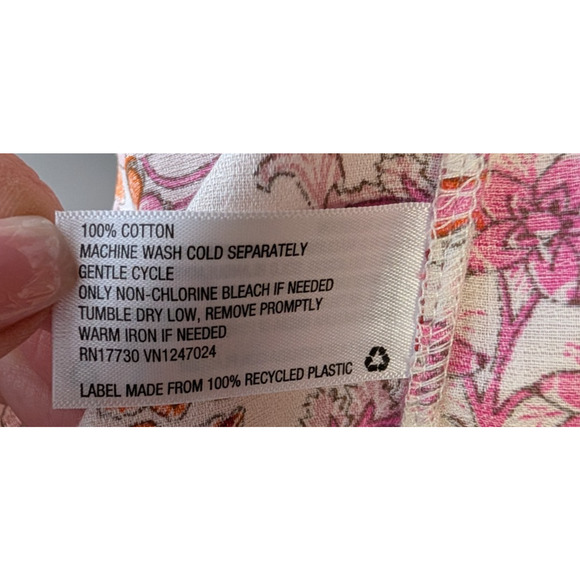 100% COTTON
MACHINE WASH COLD SEPARATELY
GENTLE CYCLE
ONLY NON-CHLORINE BLEACH IF NEEDED
TUMBLE DRY LOW, REMOVE PROMPTLY
WARM IRON IF NEEDED
RN17730 VN1247024
LABEL MADE FROM 100% RECYCLED PLASTIC